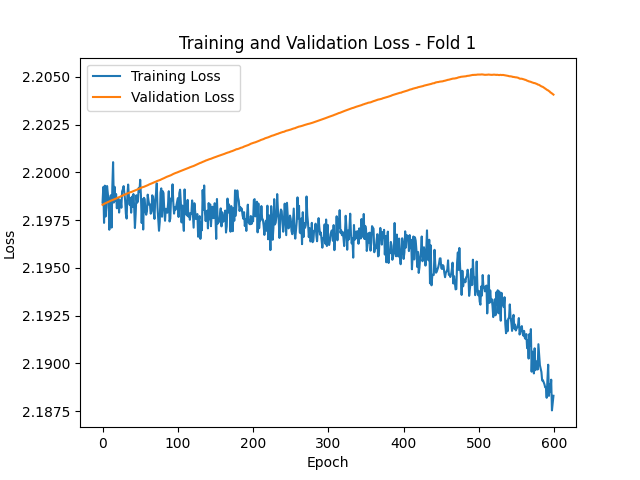 Training and Validation Loss - Fold 1
Training Loss
Validation Loss
2.2050
2.2025
2.2000
2.1975
2.1950
2.1925
2.1900
2.1875
Loss
0 100 200 300 400 500 600
Epoch